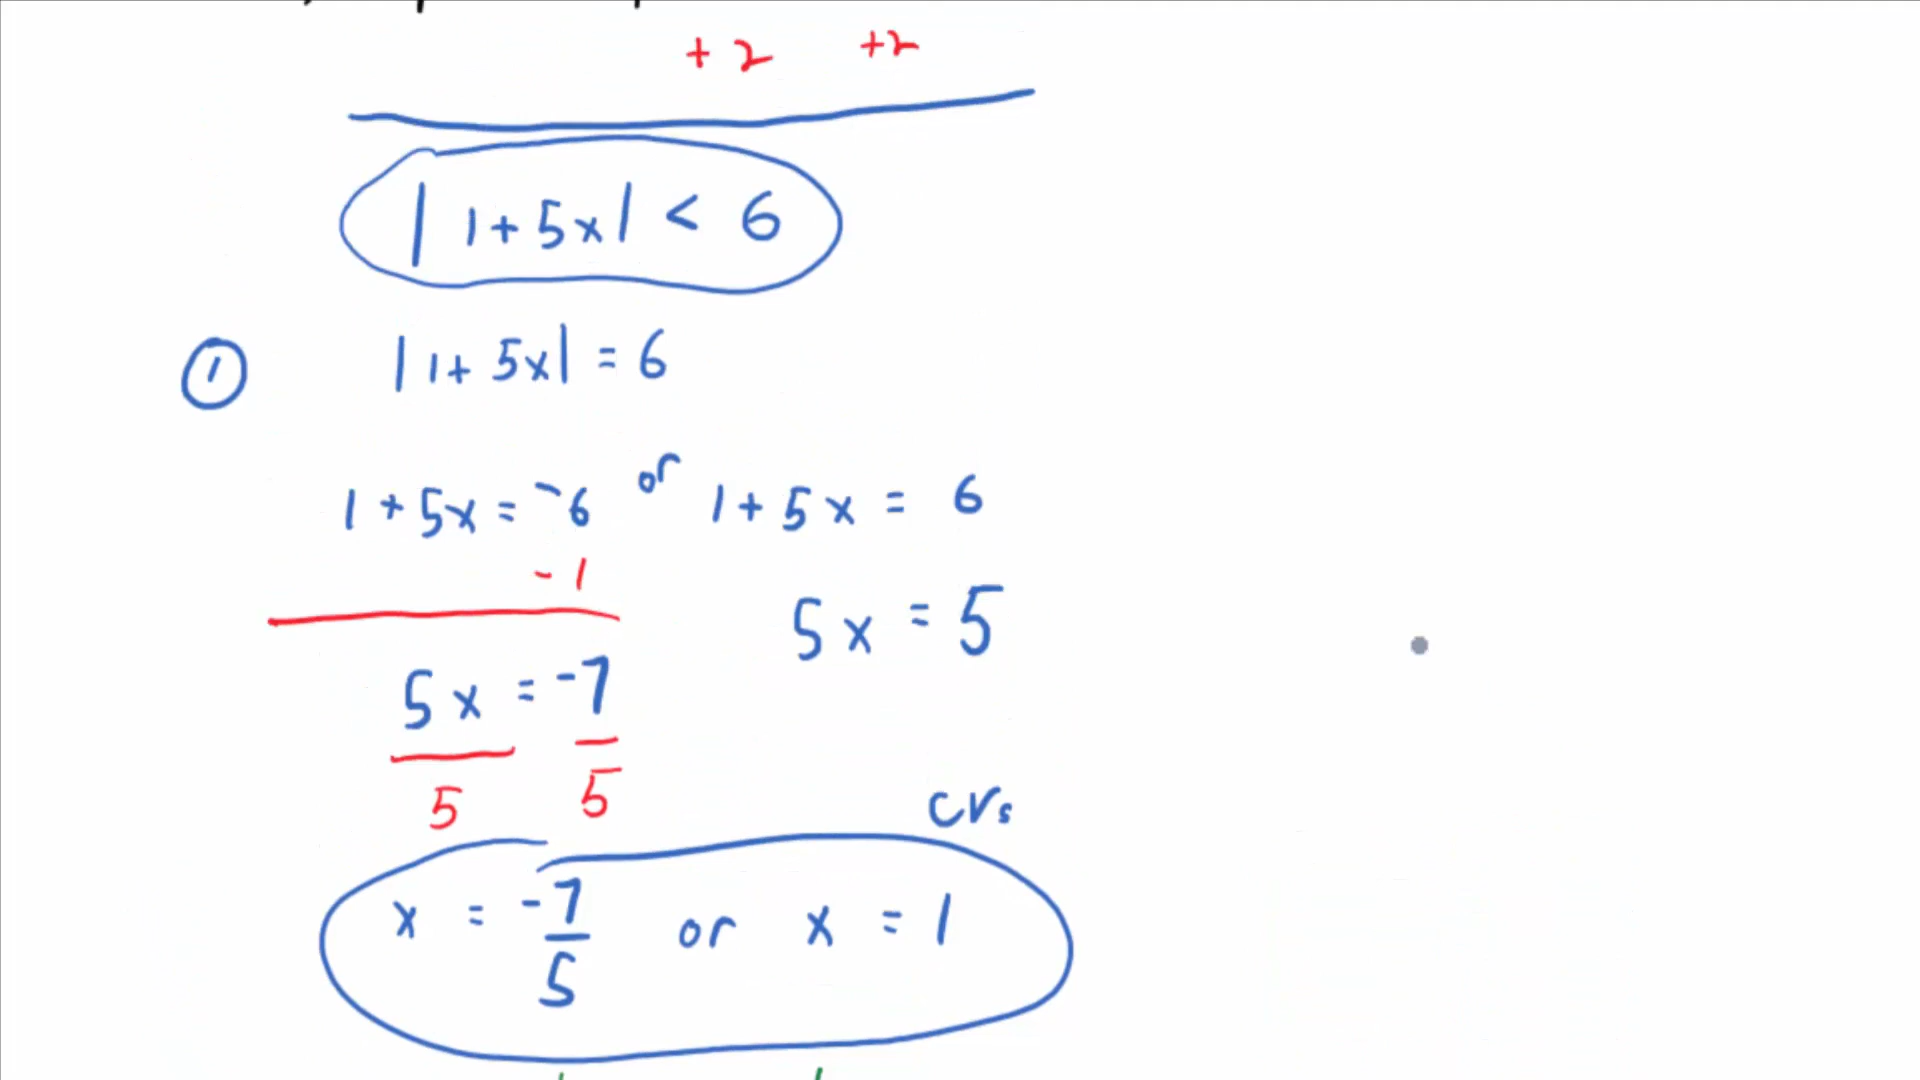 +2 +2
|1+5x| < 6
① |1+5x| = 6
1+5x = -6 or 1+5x = 6
-1
5x = -7 5x = 5
5 5
CVs
x = -7/5 or x = 1